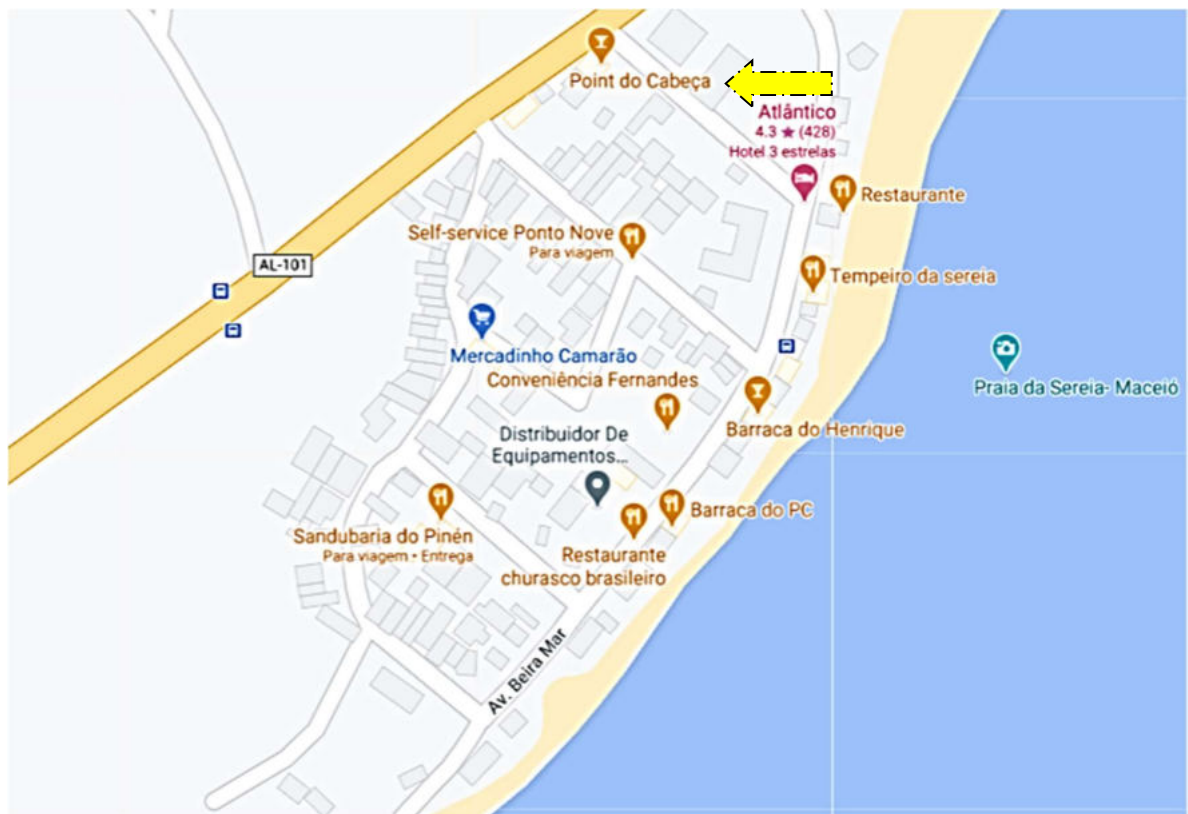 Point do Cabeça
Atlântico
4.3 ★ (428)
Hotel 3 estrelas
Restaurante
Self-service Ponto Nove
Para viagem
AL-101
Tempeiro da sereia
Mercadinho Camarão
Conveniência Fernandes
Praia da Sereia- Maceió
Barraca do Henrique
Distribuidor De
Equipamentos...
Barraca do PC
Sandubaria do Pinén
Para viagem • Entrega
Restaurante
churasco brasileiro
Av. Beira Mar